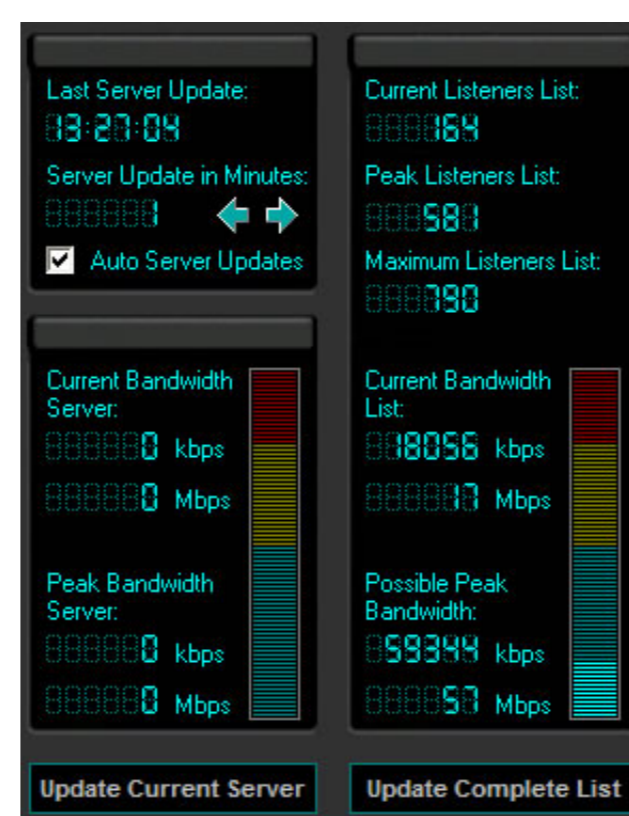 Last Server Update:
13:27:04
Server Update in Minutes:
1
Auto Server Updates
Current Bandwidth
Server:
0 kbps
0 Mbps
Peak Bandwidth
Server:
0 kbps
0 Mbps
Update Current Server
Current Listeners List:
164
Peak Listeners List:
581
Maximum Listeners List:
790
Current Bandwidth
List:
18056 kbps
17 Mbps
Possible Peak
Bandwidth:
59344 kbps
57 Mbps
Update Complete List